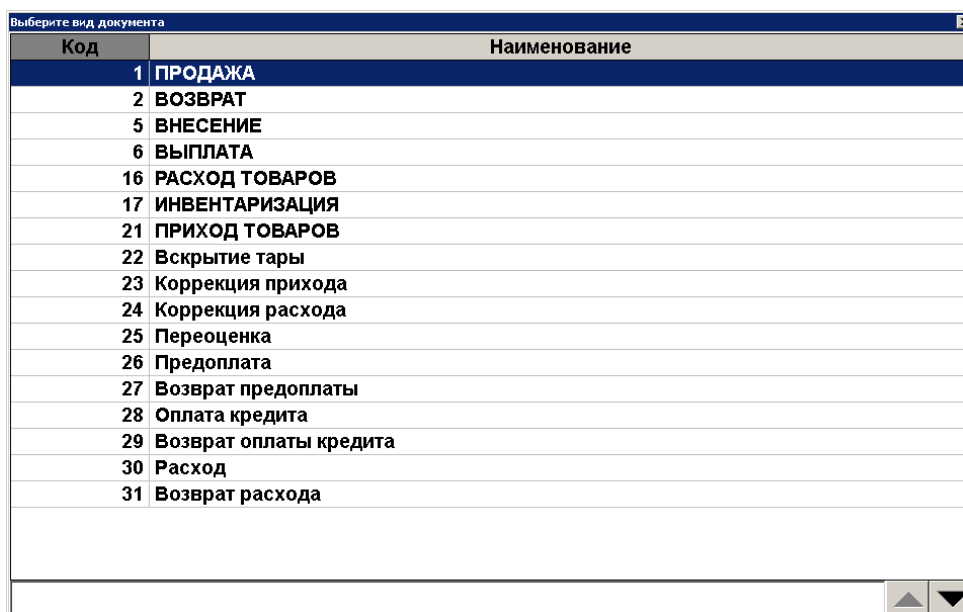 Выберите вид документа
Код Наименование
1 ПРОДАЖА
2 ВОЗВРАТ
5 ВНЕСЕНИЕ
6 ВЫПЛАТА
16 РАСХОД ТОВАРОВ
17 ИНВЕНТАРИЗАЦИЯ
21 ПРИХОД ТОВАРОВ
22 Вскрытие тары
23 Коррекция прихода
24 Коррекция расхода
25 Переоценка
26 Предоплата
27 Возврат предоплаты
28 Оплата кредита
29 Возврат оплаты кредита
30 Расход
31 Возврат расхода